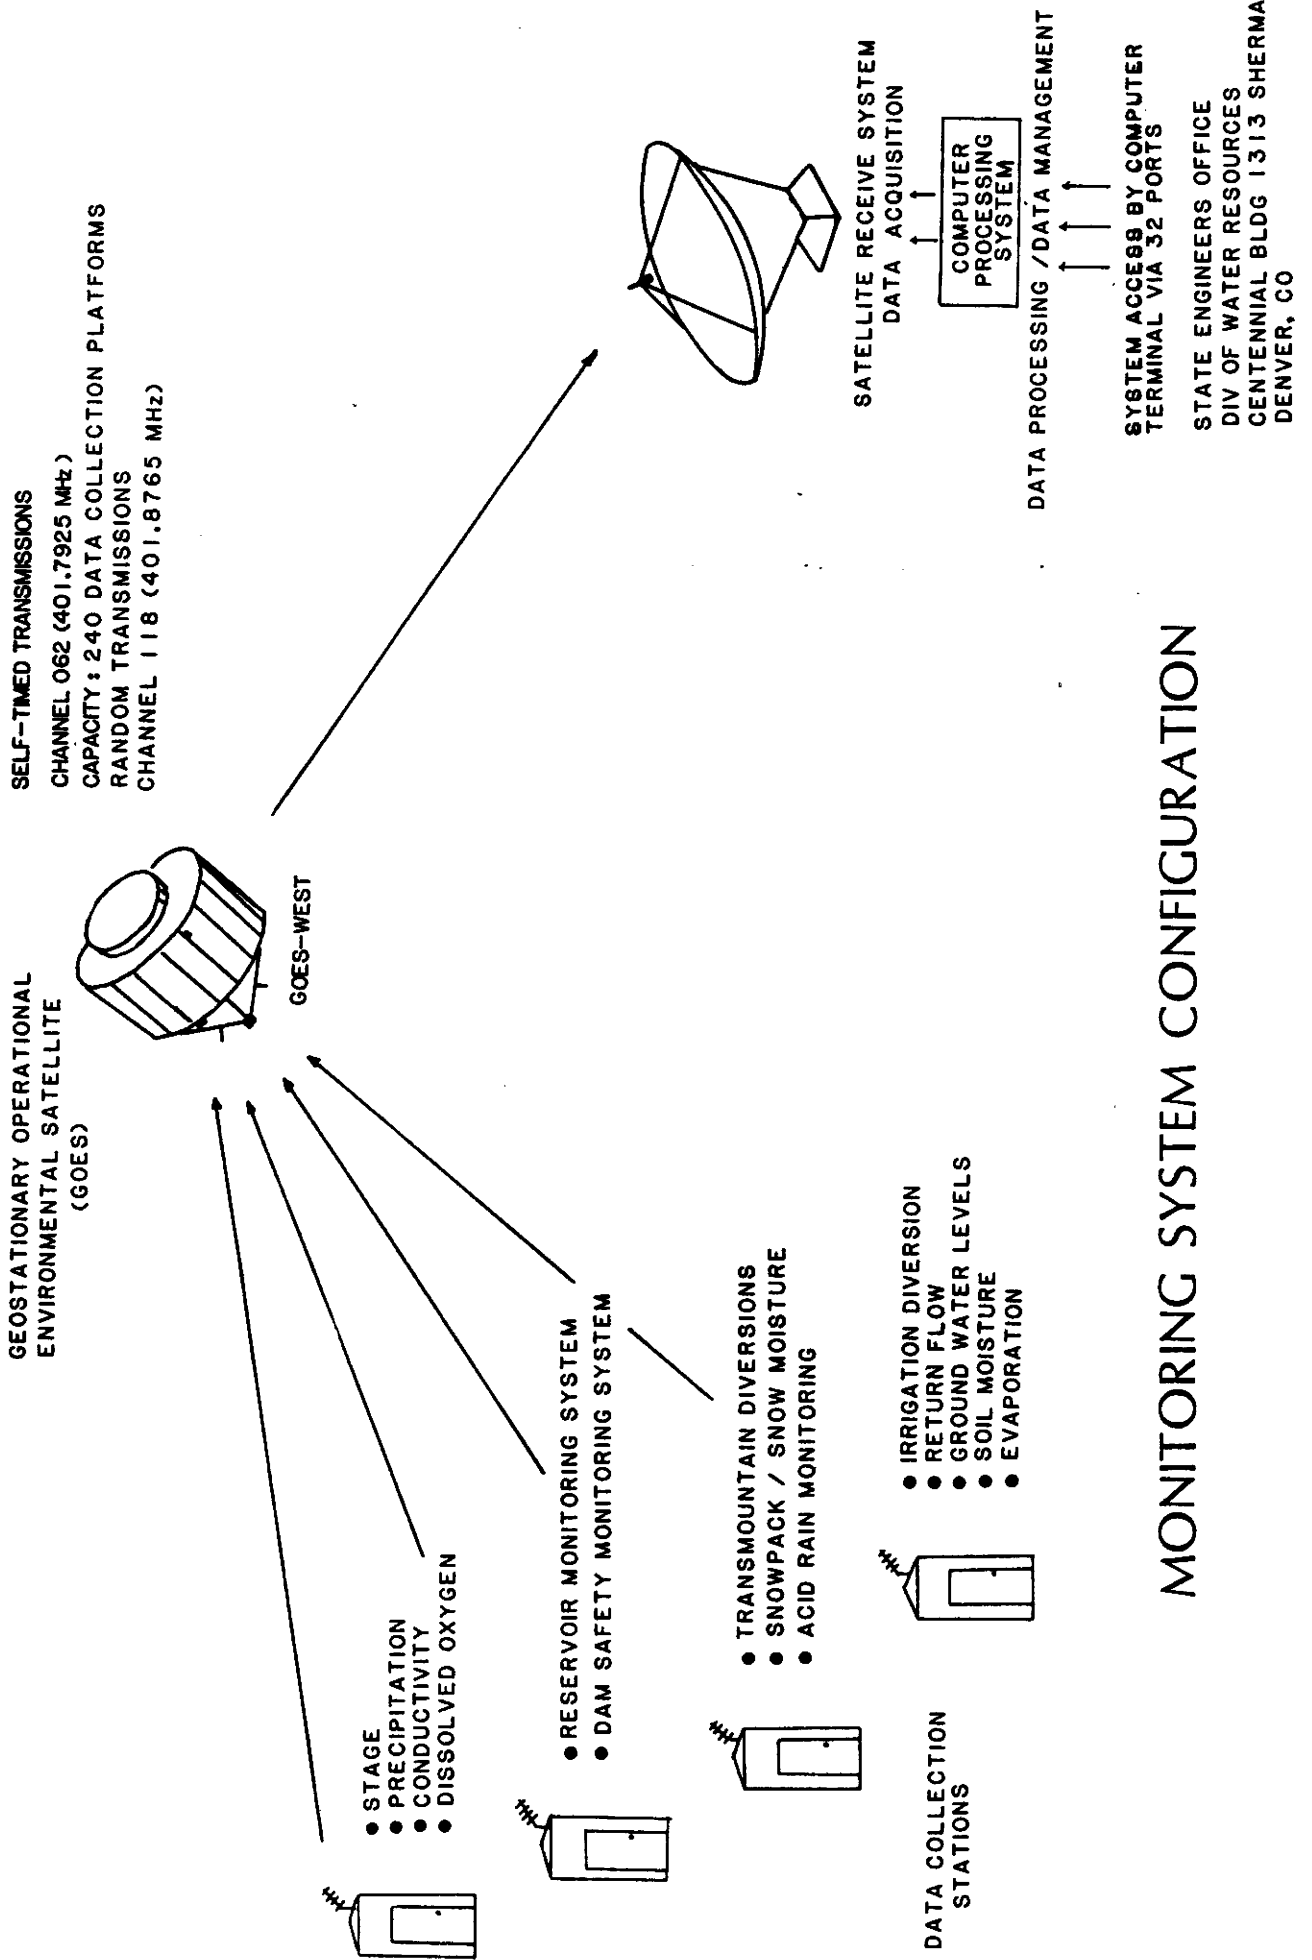 GEOSTATIONARY OPERATIONAL
ENVIRONMENTAL SATELLITE
(GOES)
SELF-TIMED TRANSMISSIONS
CHANNEL 062 (401.7925 MHz)
CAPACITY: 240 DATA COLLECTION PLATFORMS
RANDOM TRANSMISSIONS
CHANNEL 118 (401.8765 MHz)
GOES-WEST
● STAGE
● PRECIPITATION
● CONDUCTIVITY
● DISSOLVED OXYGEN
● RESERVOIR MONITORING SYSTEM
● DAM SAFETY MONITORING SYSTEM
● TRANSMOUNTAIN DIVERSIONS
● SNOWPACK / SNOW MOISTURE
● ACID RAIN MONITORING
● IRRIGATION DIVERSION
● RETURN FLOW
● GROUND WATER LEVELS
● SOIL MOISTURE
● EVAPORATION
DATA COLLECTION
STATIONS
SATELLITE RECEIVE SYSTEM
DATA ACQUISITION
COMPUTER
PROCESSING
SYSTEM
DATA PROCESSING /DATA MANAGEMENT
SYSTEM ACCESS BY COMPUTER
TERMINAL VIA 32 PORTS
STATE ENGINEERS OFFICE
DIV OF WATER RESOURCES
CENTENNIAL BLDG 1313 SHERMA
DENVER, CO
MONITORING SYSTEM CONFIGURATION